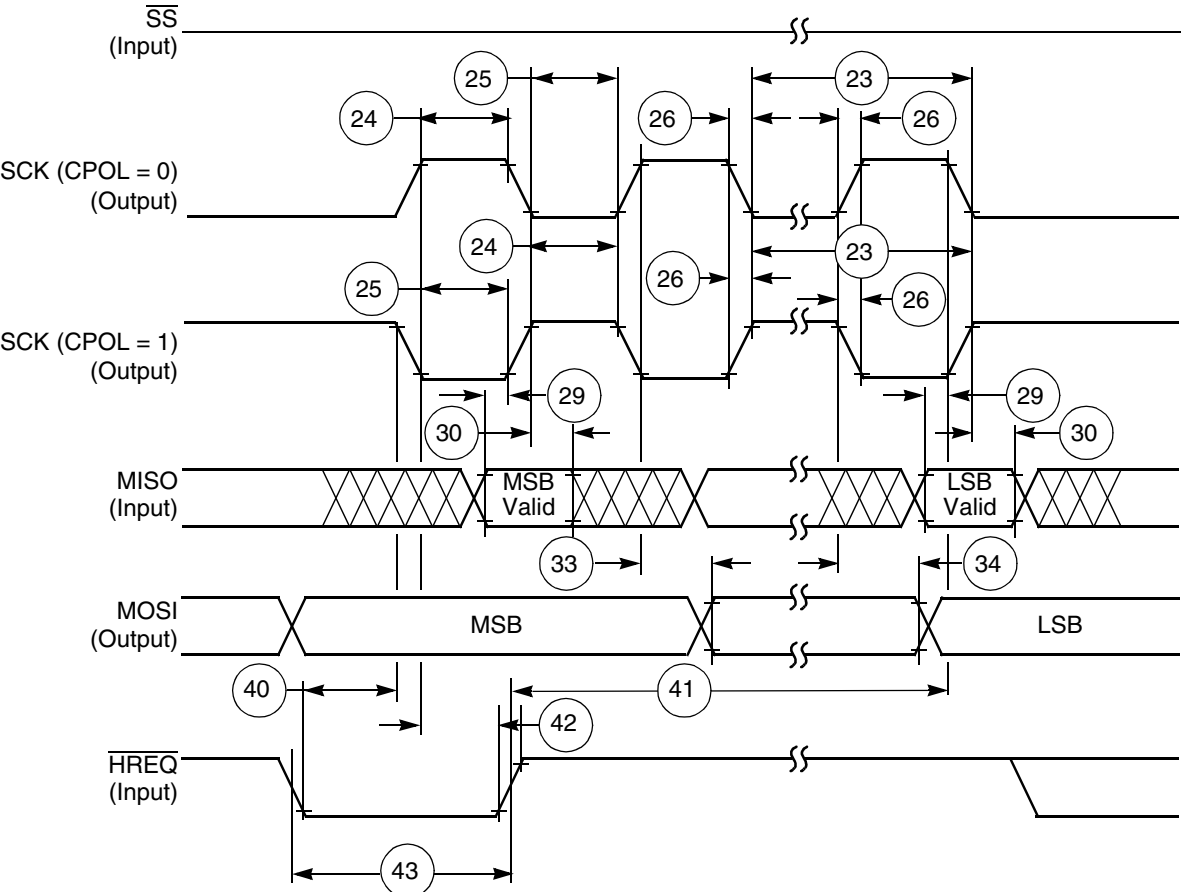 SS
(Input)
25
23
24
26
26
SCK (CPOL = 0)
(Output)
24
23
26
25
26
SCK (CPOL = 1)
(Output)
29
29
30
30
MISO
(Input)
MSB
Valid
LSB
Valid
33
34
MOSI
(Output)
MSB
LSB
40
41
42
HREQ
(Input)
43